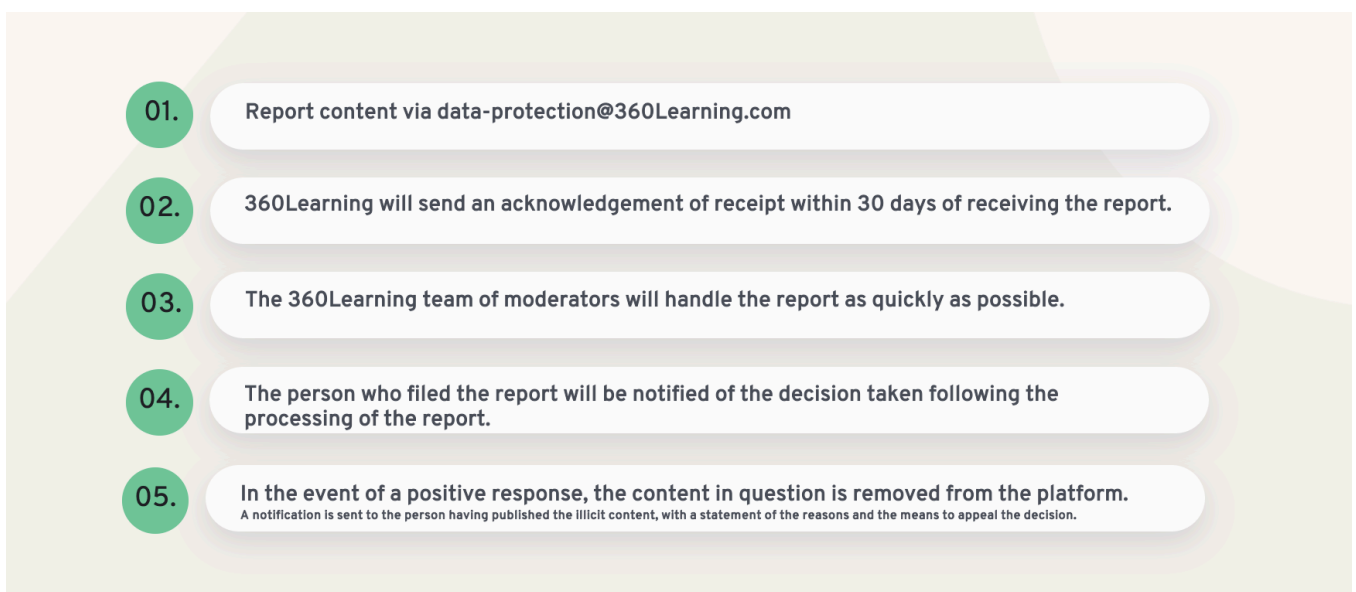 01.
Report content via data-protection@360Learning.com
02.
360Learning will send an acknowledgement of receipt within 30 days of receiving the report.
03.
The 360Learning team of moderators will handle the report as quickly as possible.
04.
The person who filed the report will be notified of the decision taken following the
processing of the report.
05.
In the event of a positive response, the content in question is removed from the platform.
A notification is sent to the person having published the illicit content, with a statement of the reasons and the means to appeal the decision.